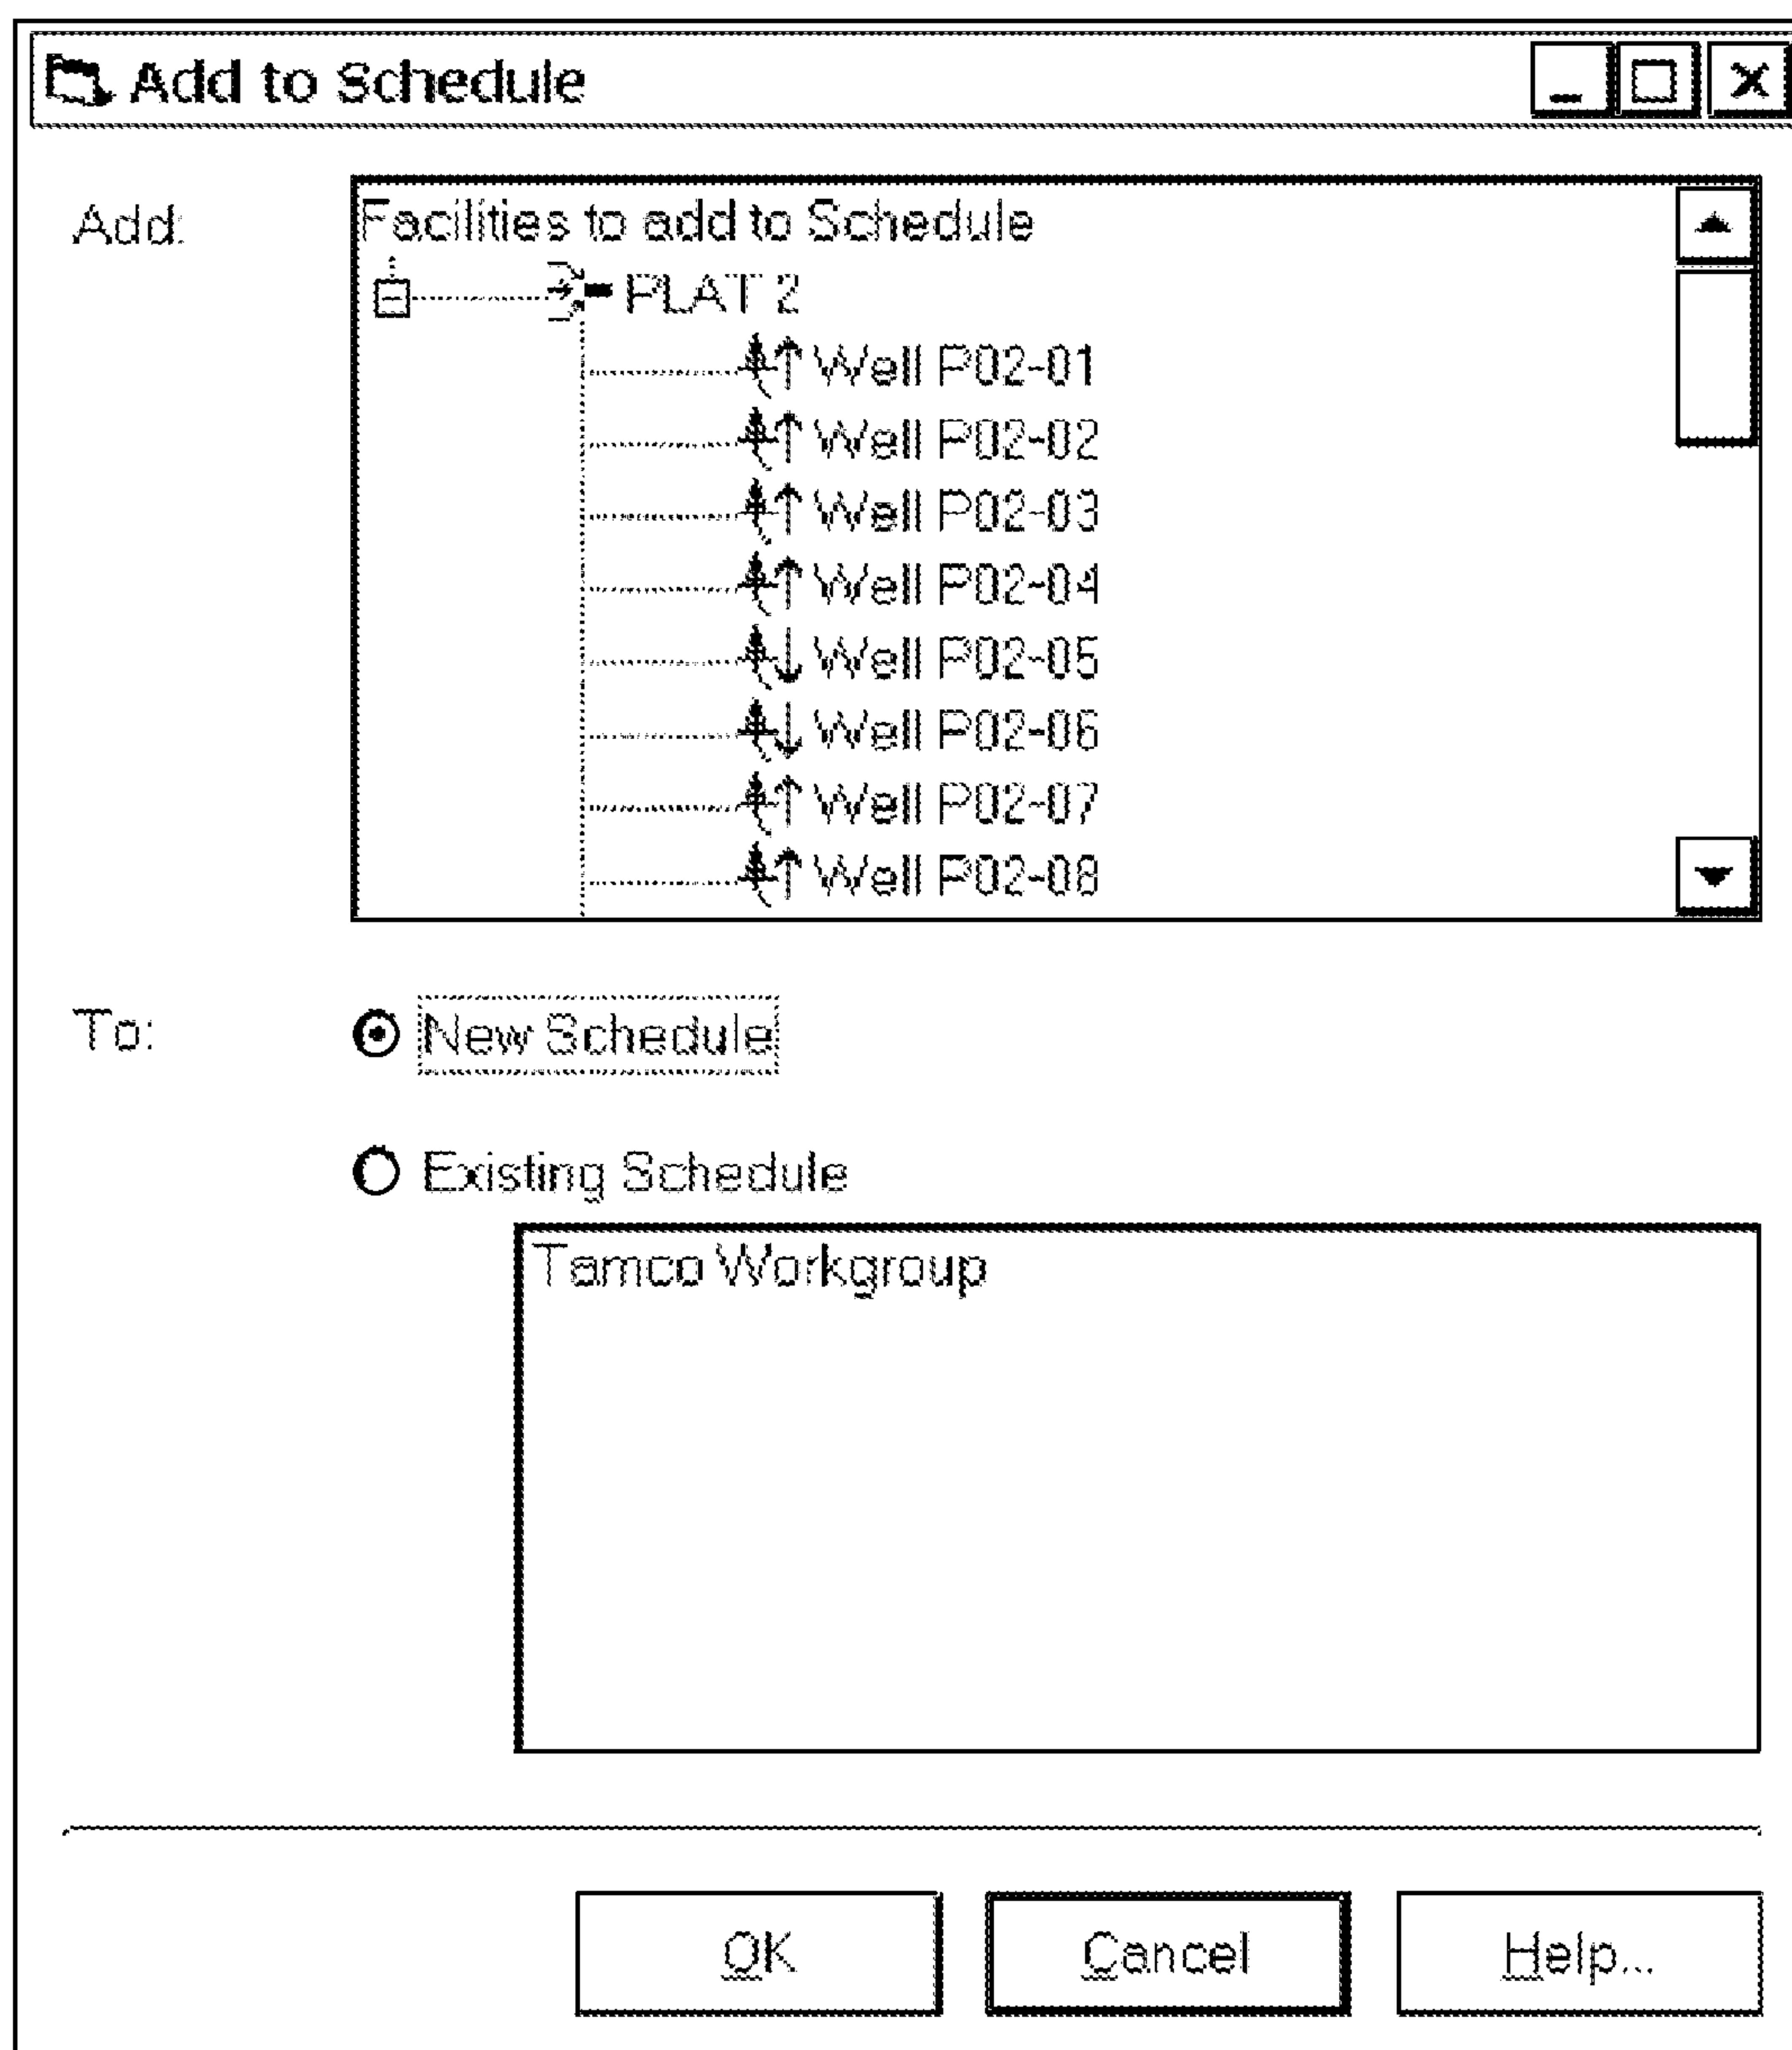 Add to Schedule
Add:
Facilities to add to Schedule
PLAT 2
Well P02-01
Well P02-02
Well P02-03
Well P02-04
Well P02-05
Well P02-06
Well P02-07
Well P02-08
To:
New Schedule
Existing Schedule
Tamco Workgroup
OK
Cancel
Help...